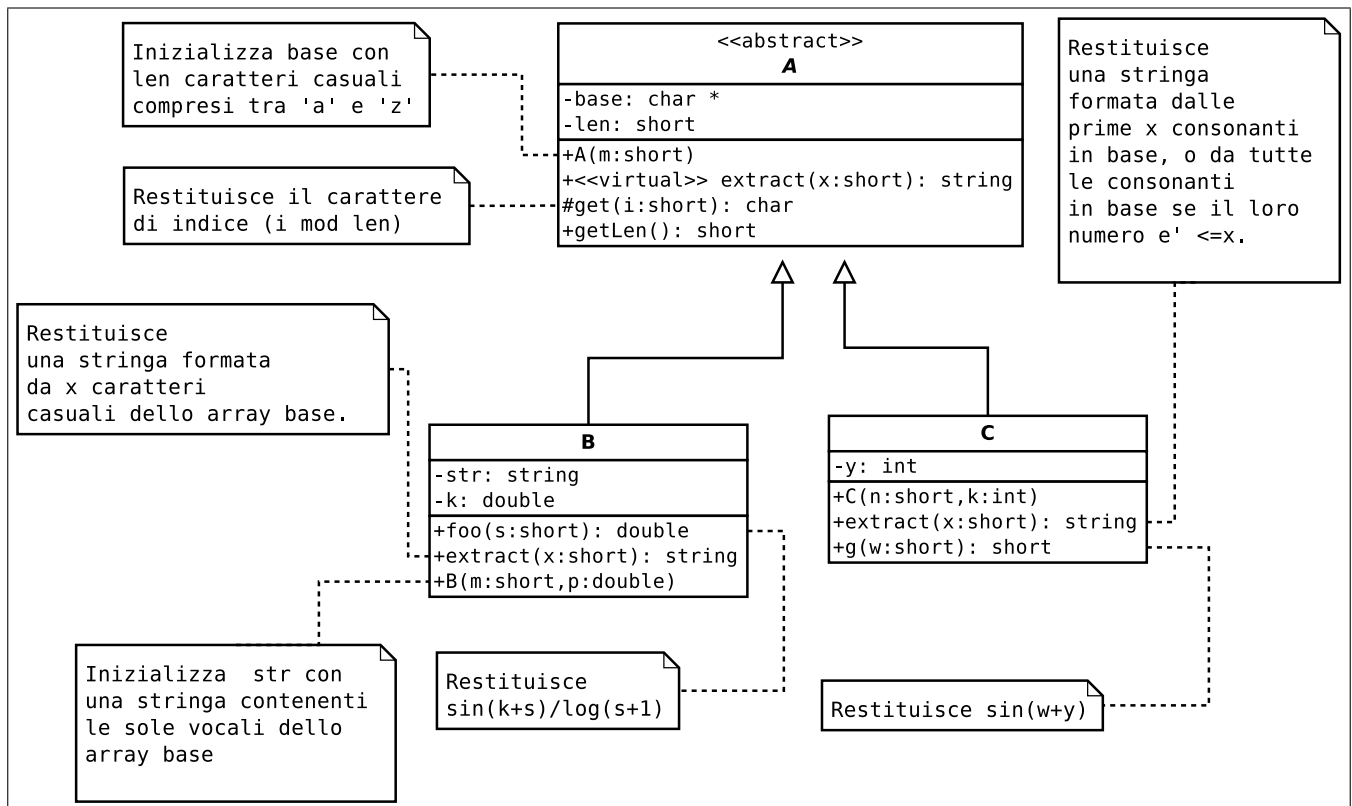 Inizializza base con
len caratteri casuali
compresi tra 'a' e 'z'
<<abstract>>
A
-base: char *
-len: short
+A(m:short)
+<<virtual>> extract(x:short): string
#get(i:short): char
+getLen(): short
Restituisce
una stringa
formata dalle
prime x consonanti
in base, o da tutte
le consonanti
in base se il loro
numero e' <=x.
Restituisce il carattere
di indice (i mod len)
Restituisce
una stringa formata
da x caratteri
casuali dello array base.
B
-str: string
-k: double
+foo(s:short): double
+extract(x:short): string
+B(m:short,p:double)
C
-y: int
+C(n:short,k:int)
+extract(x:short): string
+g(w:short): short
Inizializza  str con
una stringa contenenti
le sole vocali dello
array base
Restituisce
sin(k+s)/log(s+1)
Restituisce sin(w+y)